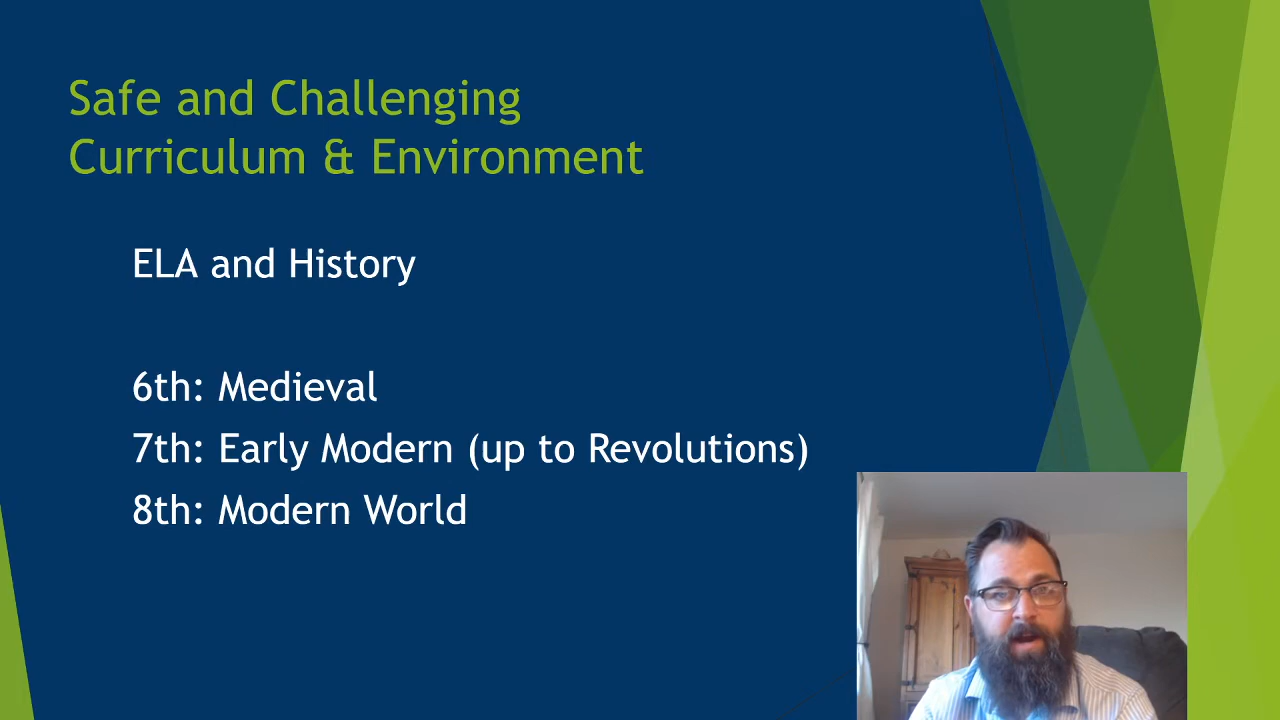 Safe and Challenging
Curriculum & Environment
ELA and History
6th: Medieval
7th: Early Modern (up to Revolutions)
8th: Modern World